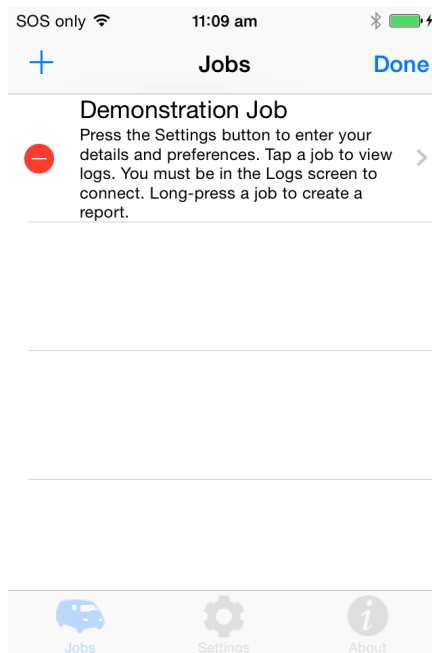 SOS only 11:09 am
Jobs Done
Demonstration Job
Press the Settings button to enter your
details and preferences. Tap a job to view
logs. You must be in the Logs screen to
connect. Long-press a job to create a
report.
Jobs Settings About